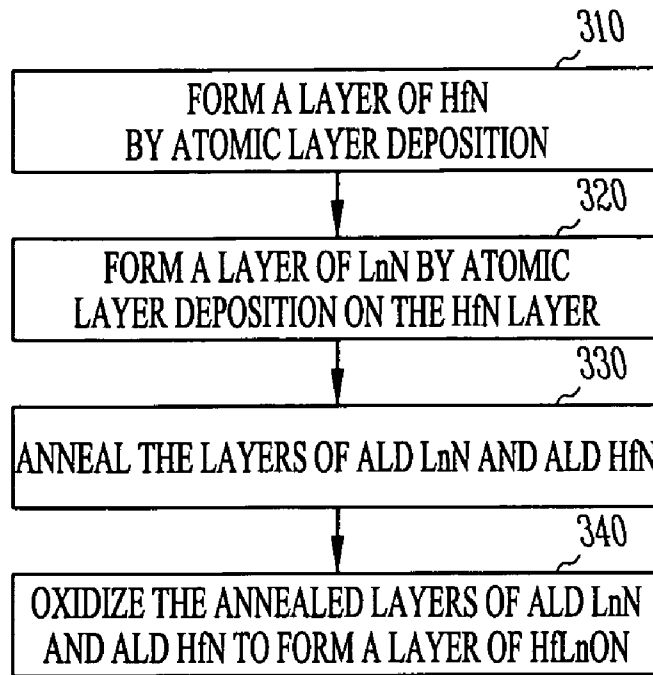 310
FORM A LAYER OF HfN
BY ATOMIC LAYER DEPOSITION
320
FORM A LAYER OF LnN BY ATOMIC
LAYER DEPOSITION ON THE HfN LAYER
330
ANNEAL THE LAYERS OF ALD LnN AND ALD HfN
340
OXIDIZE THE ANNEALED LAYERS OF ALD LnN
AND ALD HfN TO FORM A LAYER OF HfLnON